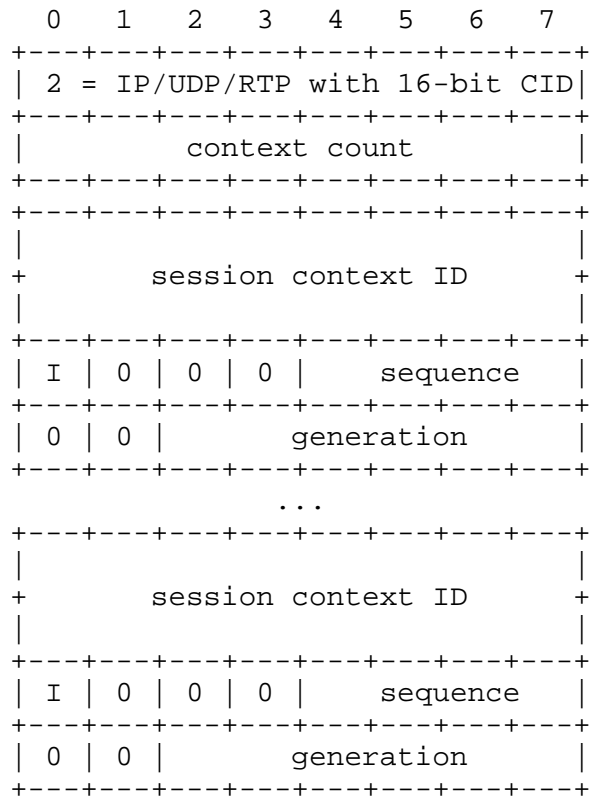 0   1   2   3   4   5   6   7
+---+---+---+---+---+---+---+---+
| 2 = IP/UDP/RTP with 16-bit CID|
+---+---+---+---+---+---+---+---+
|         context count         |
+---+---+---+---+---+---+---+---+
+---+---+---+---+---+---+---+---+
|                               |
+       session context ID      +
|                               |
+---+---+---+---+---+---+---+---+
| I | 0 | 0 | 0 |    sequence   |
+---+---+---+---+---+---+---+---+
| 0 | 0 |       generation      |
+---+---+---+---+---+---+---+---+
               ...
+---+---+---+---+---+---+---+---+
|                               |
+       session context ID      +
|                               |
+---+---+---+---+---+---+---+---+
| I | 0 | 0 | 0 |    sequence   |
+---+---+---+---+---+---+---+---+
| 0 | 0 |       generation      |
+---+---+---+---+---+---+---+---+